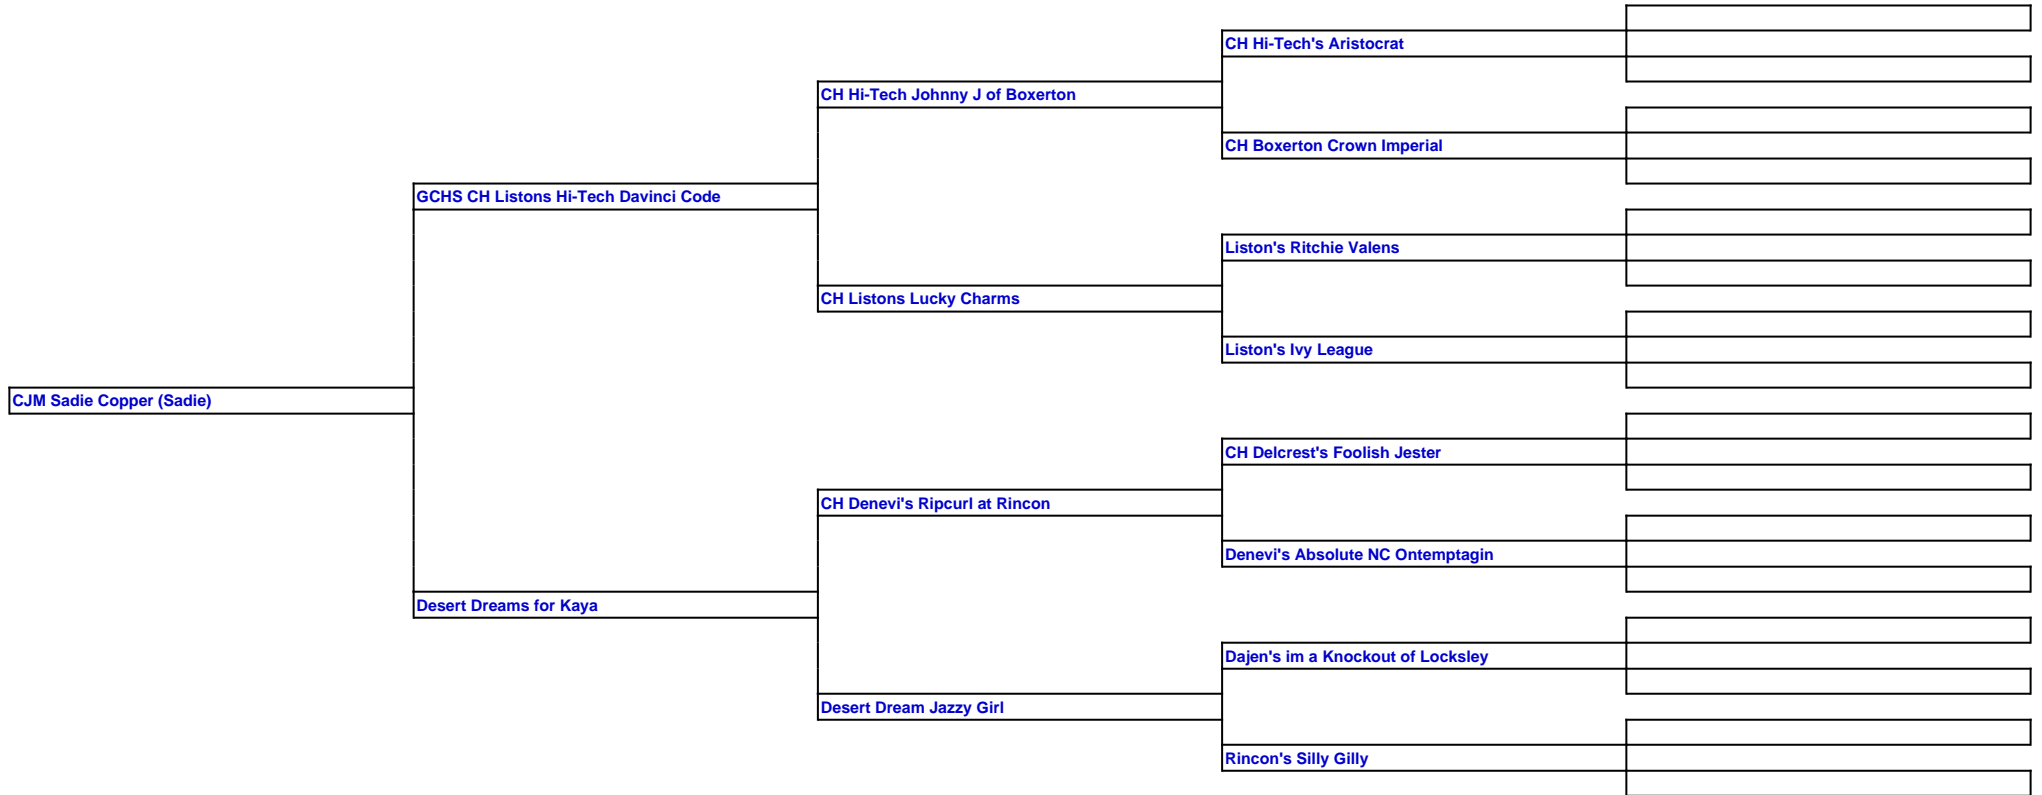 CH Hi-Tech's Aristocrat
CH Hi-Tech Johnny J of Boxerton
CH Boxerton Crown Imperial
GCHS CH Listons Hi-Tech Davinci Code
Liston's Ritchie Valens
CH Listons Lucky Charms
Liston's Ivy League
CJM Sadie Copper (Sadie)
CH Delcrest's Foolish Jester
CH Denevi's Ripcurl at Rincon
Denevi's Absolute NC Ontemptagin
Desert Dreams for Kaya
Dajen's im a Knockout of Locksley
Desert Dream Jazzy Girl
Rincon's Silly Gilly